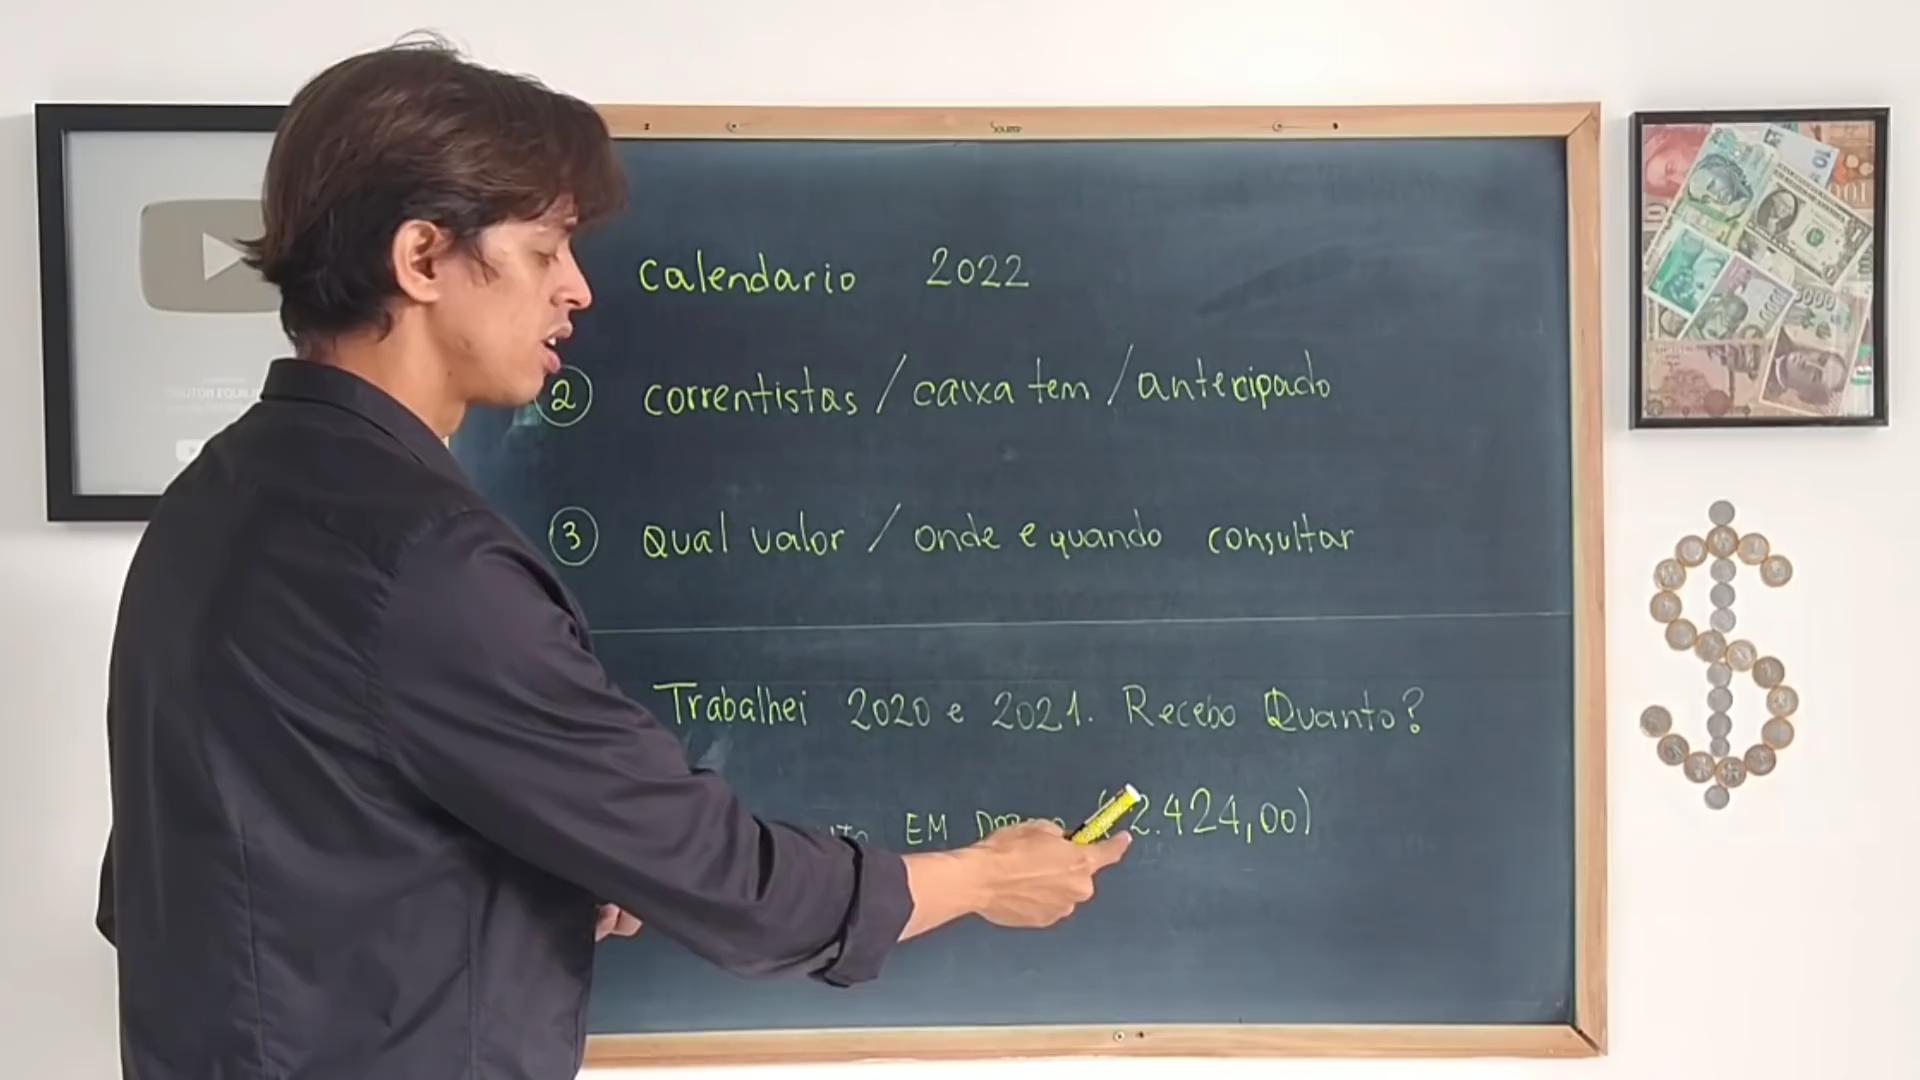 Souza
calendario 2022
2 correntistas / caixa tem / antecipado
3 Qual valor / onde e quando consultar
Trabalhei 2020 e 2021. Recebo Quanto?
EM (2.424,00)